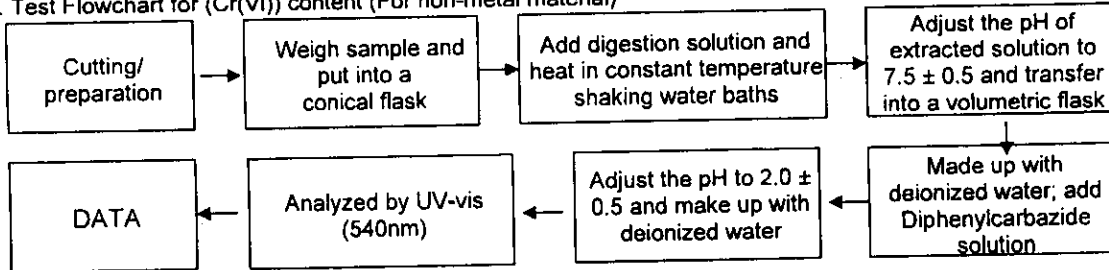 . Test Flowchart for (Cr(VI)) content (For non-metal material)
Cutting/
preparation
Weigh sample and
put into a
conical flask
Add digestion solution and
heat in constant temperature
shaking water baths
Adjust the pH of
extracted solution to
7.5 ± 0.5 and transfer
into a volumetric flask
Made up with
deionized water; add
Diphenylcarbazide
solution
Adjust the pH to 2.0 ±
0.5 and make up with
deionized water
Analyzed by UV-vis
(540nm)
DATA